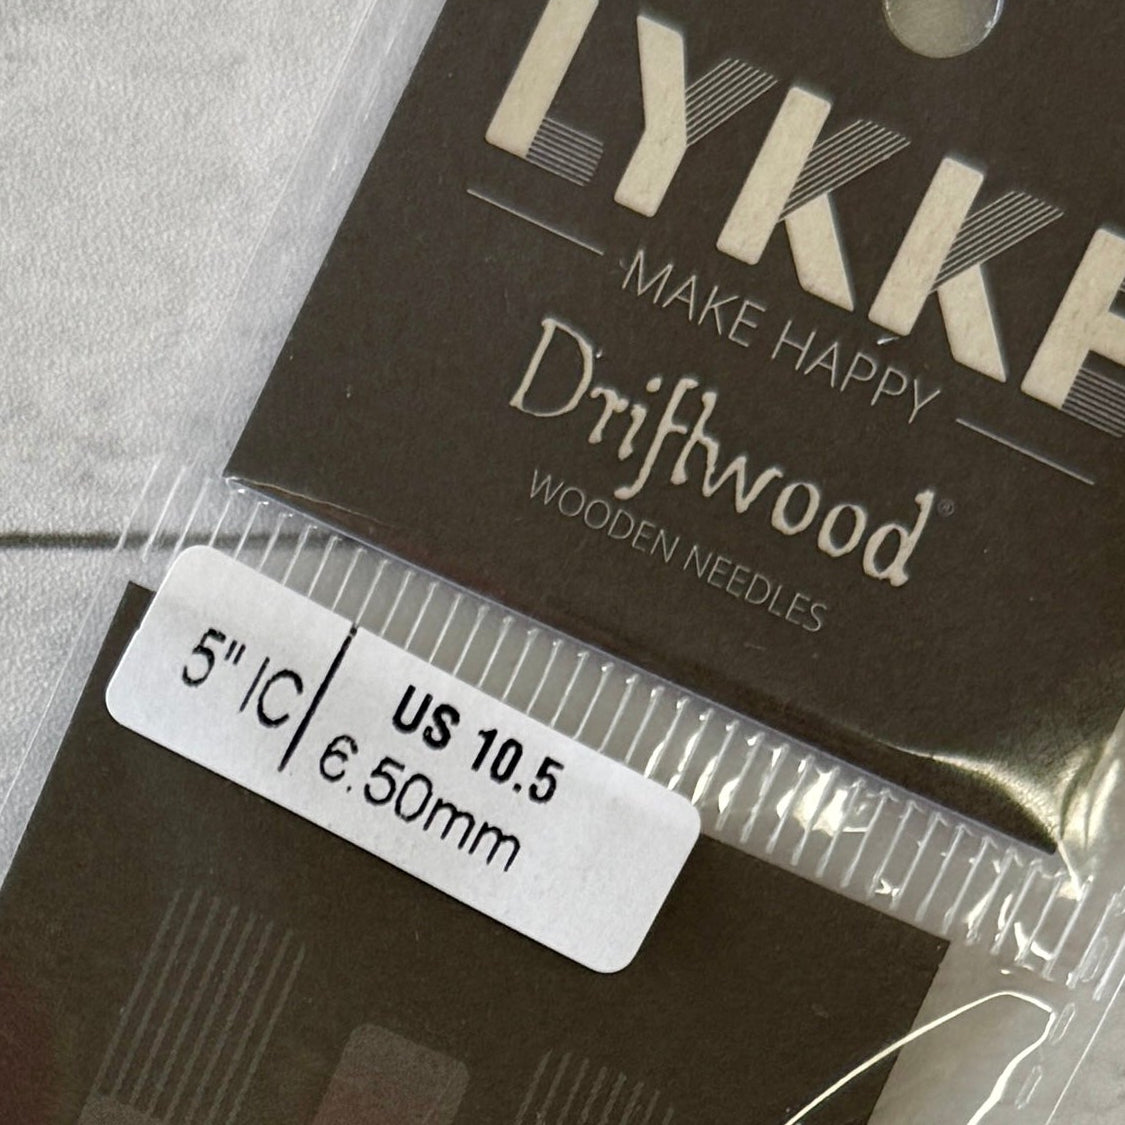 LYKKE
MAKE HAPPY
Driftwood®
WOODEN NEEDLES
5" IC
US 10.5
6.50mm